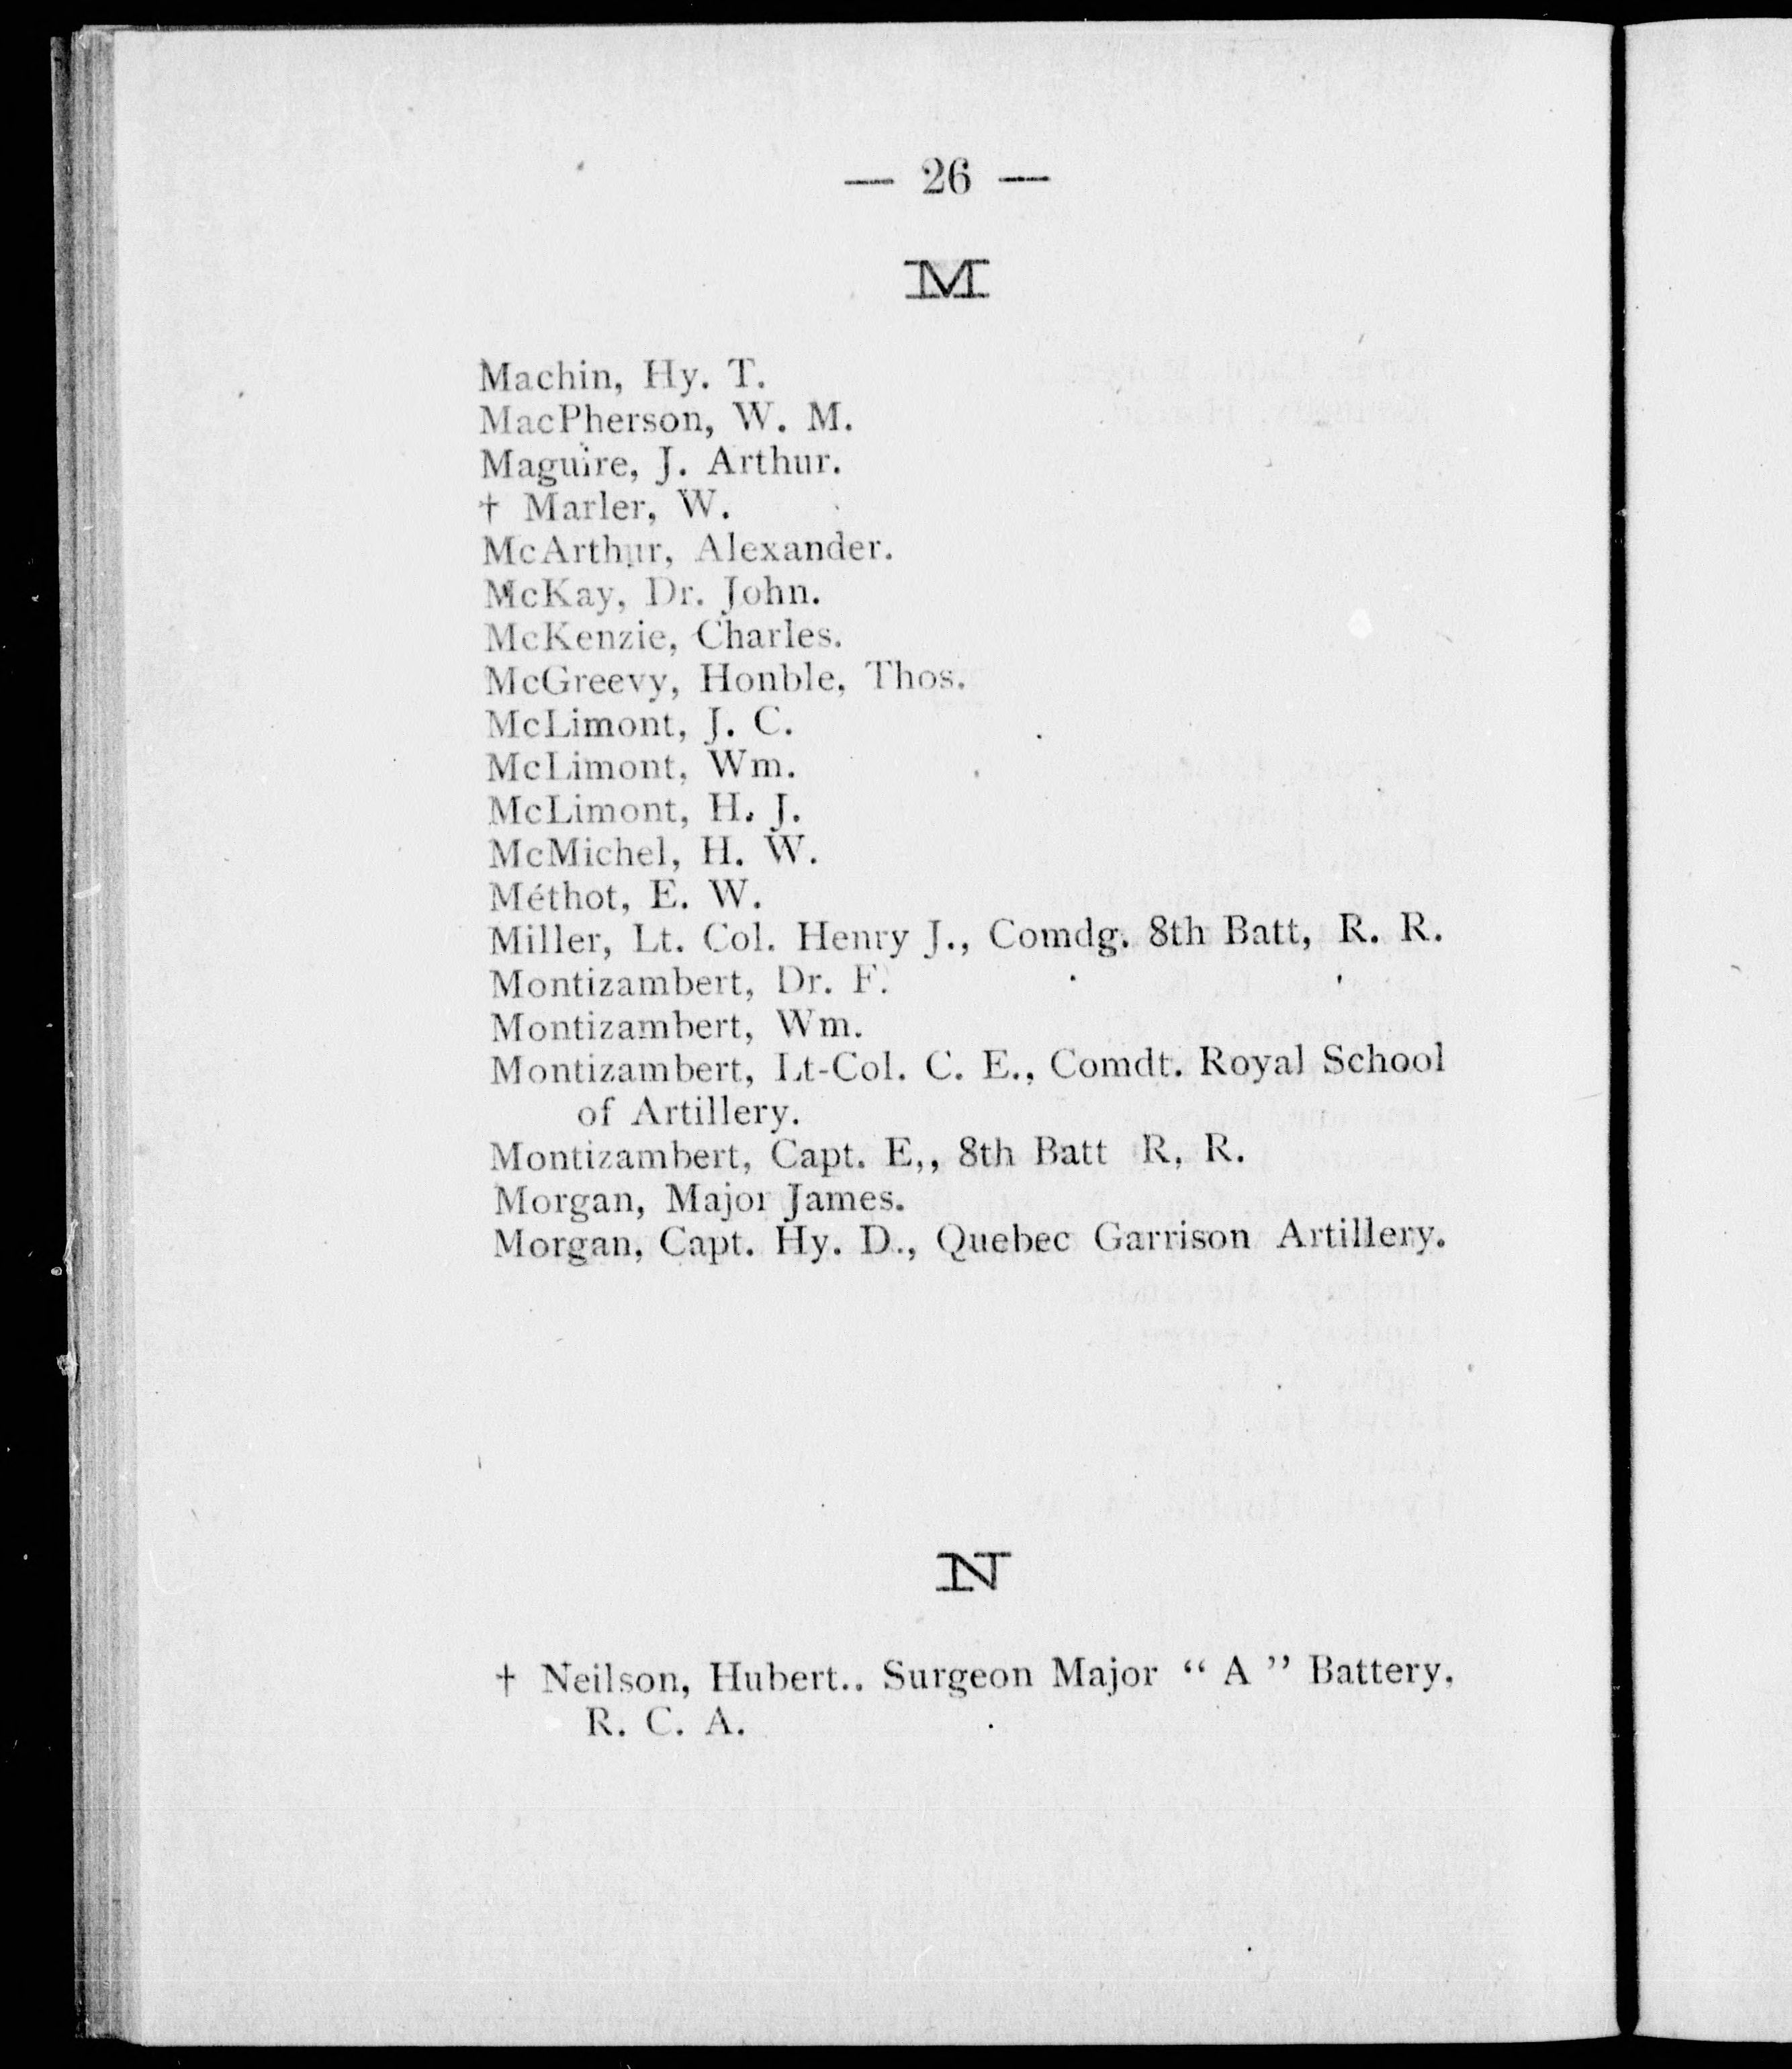 — 26 —
M
Machin, Hy. T.
MacPherson, W. M.
Maguire, J. Arthur.
† Marler, W.
McArthur, Alexander.
McKay, Dr. John.
McKenzie, Charles.
McGreevy, Honble, Thos.
McLimont, J. C.
McLimont, Wm.
McLimont, H. J.
McMichel, H. W.
Méthot, E. W.
Miller, Lt. Col. Henry J., Comdg. 8th Batt, R. R.
Montizambert, Dr. F.
Montizambert, Wm.
Montizambert, Lt-Col. C. E., Comdt. Royal School
of Artillery.
Montizambert, Capt. E,, 8th Batt R, R.
Morgan, Major James.
Morgan, Capt. Hy. D., Quebec Garrison Artillery.
N
† Neilson, Hubert.. Surgeon Major “ A ” Battery,
R. C. A.